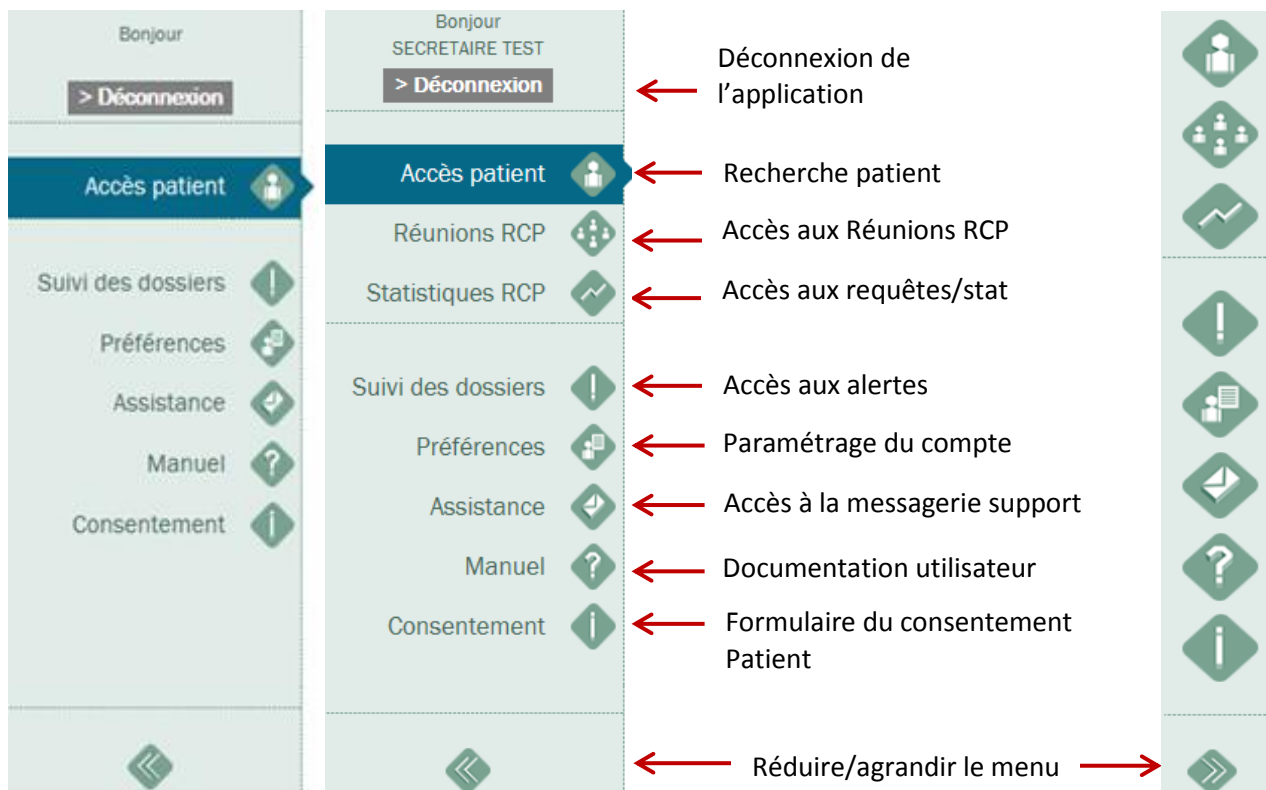 Bonjour
> Déconnexion
Accès patient
Suivi des dossiers
Préférences
Assistance
Manuel
Consentement
Bonjour
SECRETAIRE TEST
> Déconnexion
Accès patient
Réunions RCP
Statistiques RCP
Suivi des dossiers
Préférences
Assistance
Manuel
Consentement
Déconnexion de
l’application
Recherche patient
Accès aux Réunions RCP
Accès aux requêtes/stat
Accès aux alertes
Paramétrage du compte
Accès à la messagerie support
Documentation utilisateur
Formulaire du consentement
Patient
Réduire/agrandir le menu